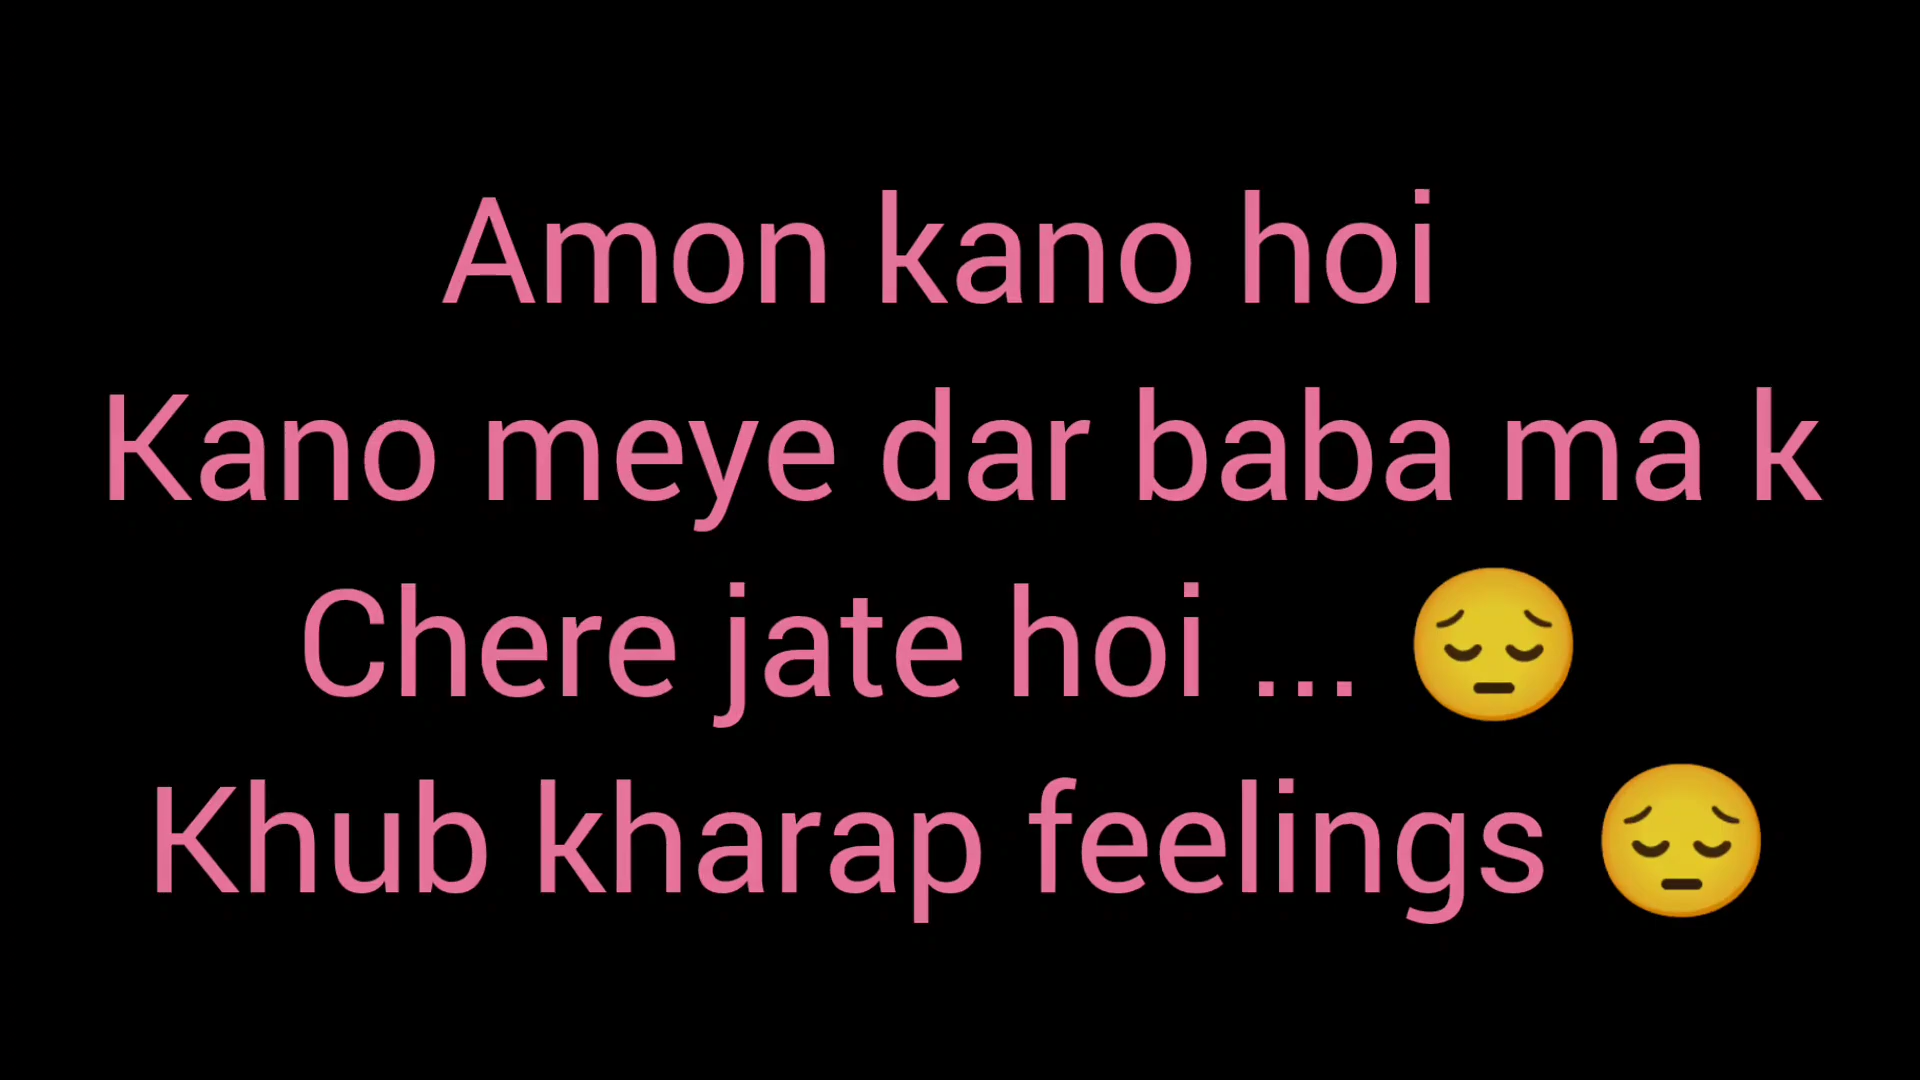 Amon kano hoi
Kano meye dar baba ma k
Chere jate hoi ... 😔
Khub kharap feelings 😔